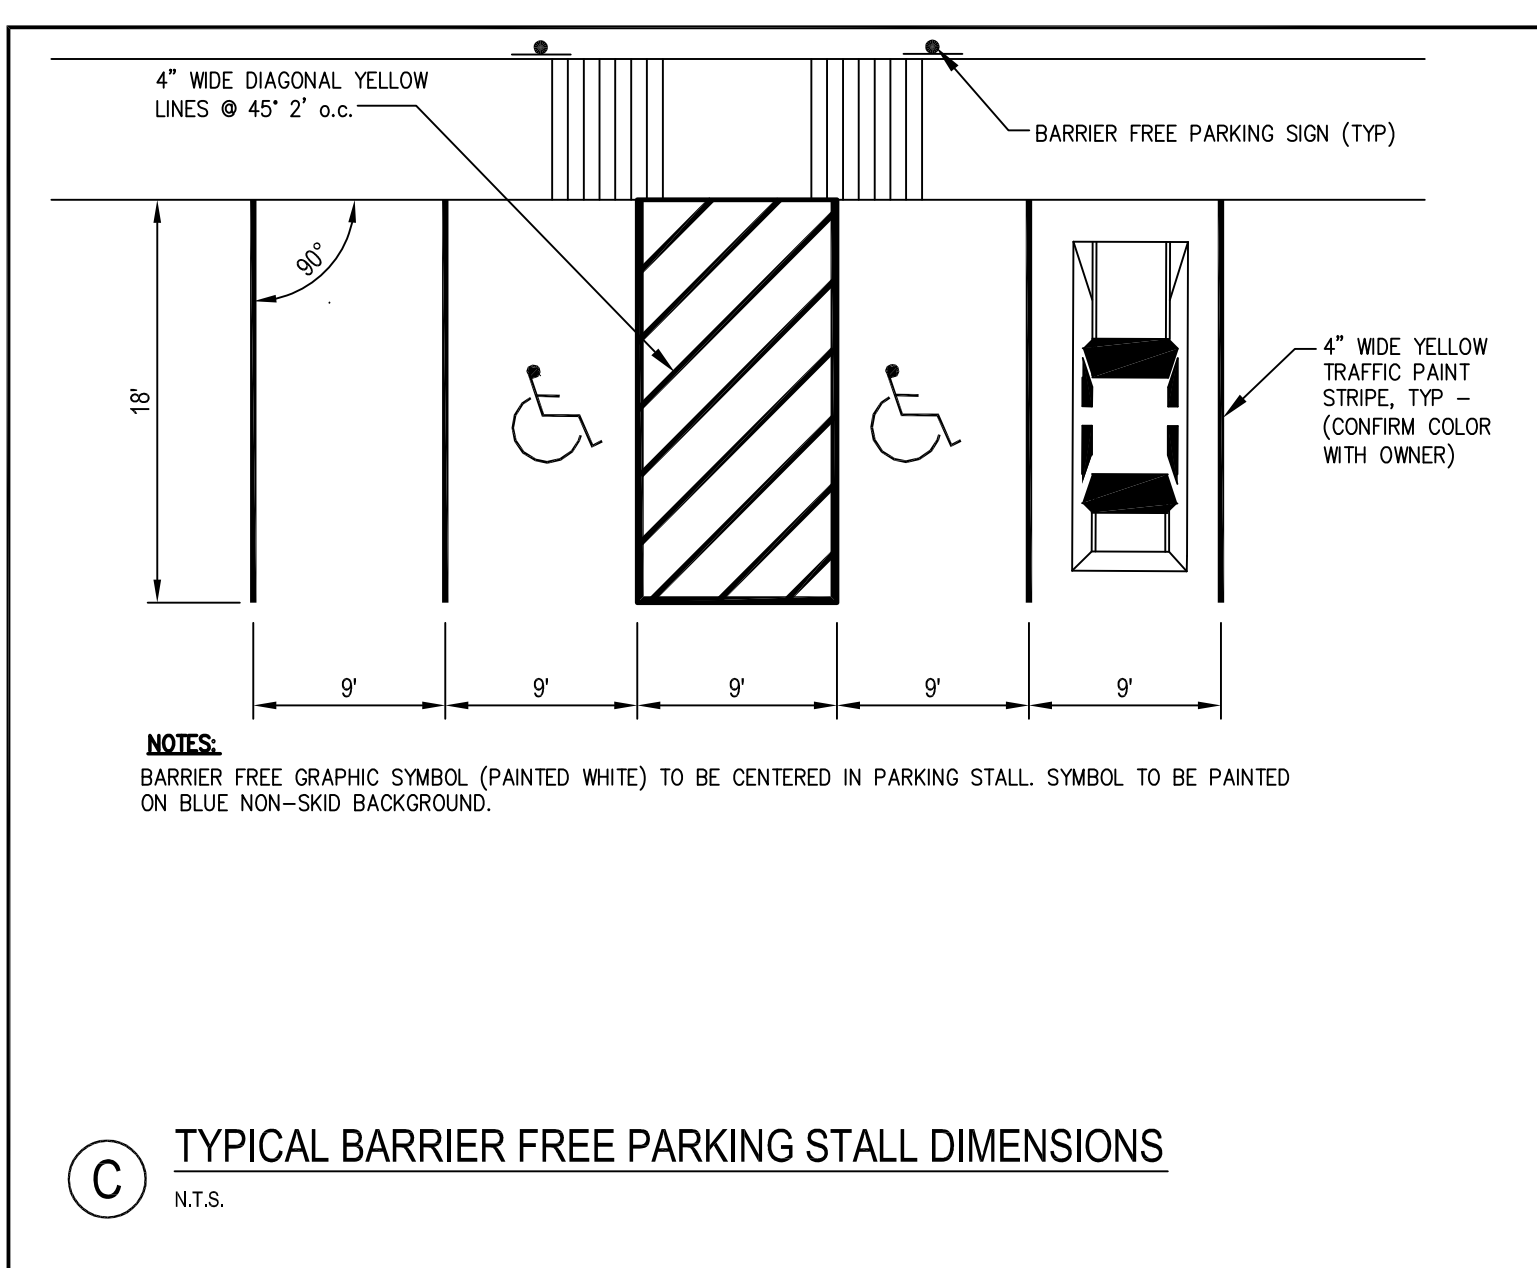 4” WIDE DIAGONAL YELLOW
LINES @ 45° 2’ o.c.
BARRIER FREE PARKING SIGN (TYP)
90°
18'
4” WIDE YELLOW
TRAFFIC PAINT
STRIPE, TYP –
(CONFIRM COLOR
WITH OWNER)
9' 9' 9' 9' 9'
NOTES:
BARRIER FREE GRAPHIC SYMBOL (PAINTED WHITE) TO BE CENTERED IN PARKING STALL. SYMBOL TO BE PAINTED
ON BLUE NON–SKID BACKGROUND.
C
TYPICAL BARRIER FREE PARKING STALL DIMENSIONS
N.T.S.